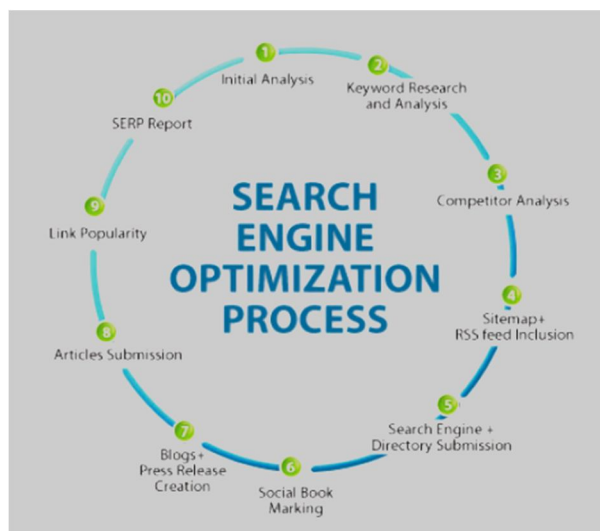 1
Initial Analysis
2
Keyword Research
and Analysis
3
Competitor Analysis
4
Sitemap+
RSS feed Inclusion
5
Search Engine +
Directory Submission
6
Social Book
Marking
7
Blogs+
Press Release
Creation
8
Articles Submission
9
Link Popularity
10
SERP Report
SEARCH
ENGINE
OPTIMIZATION
PROCESS